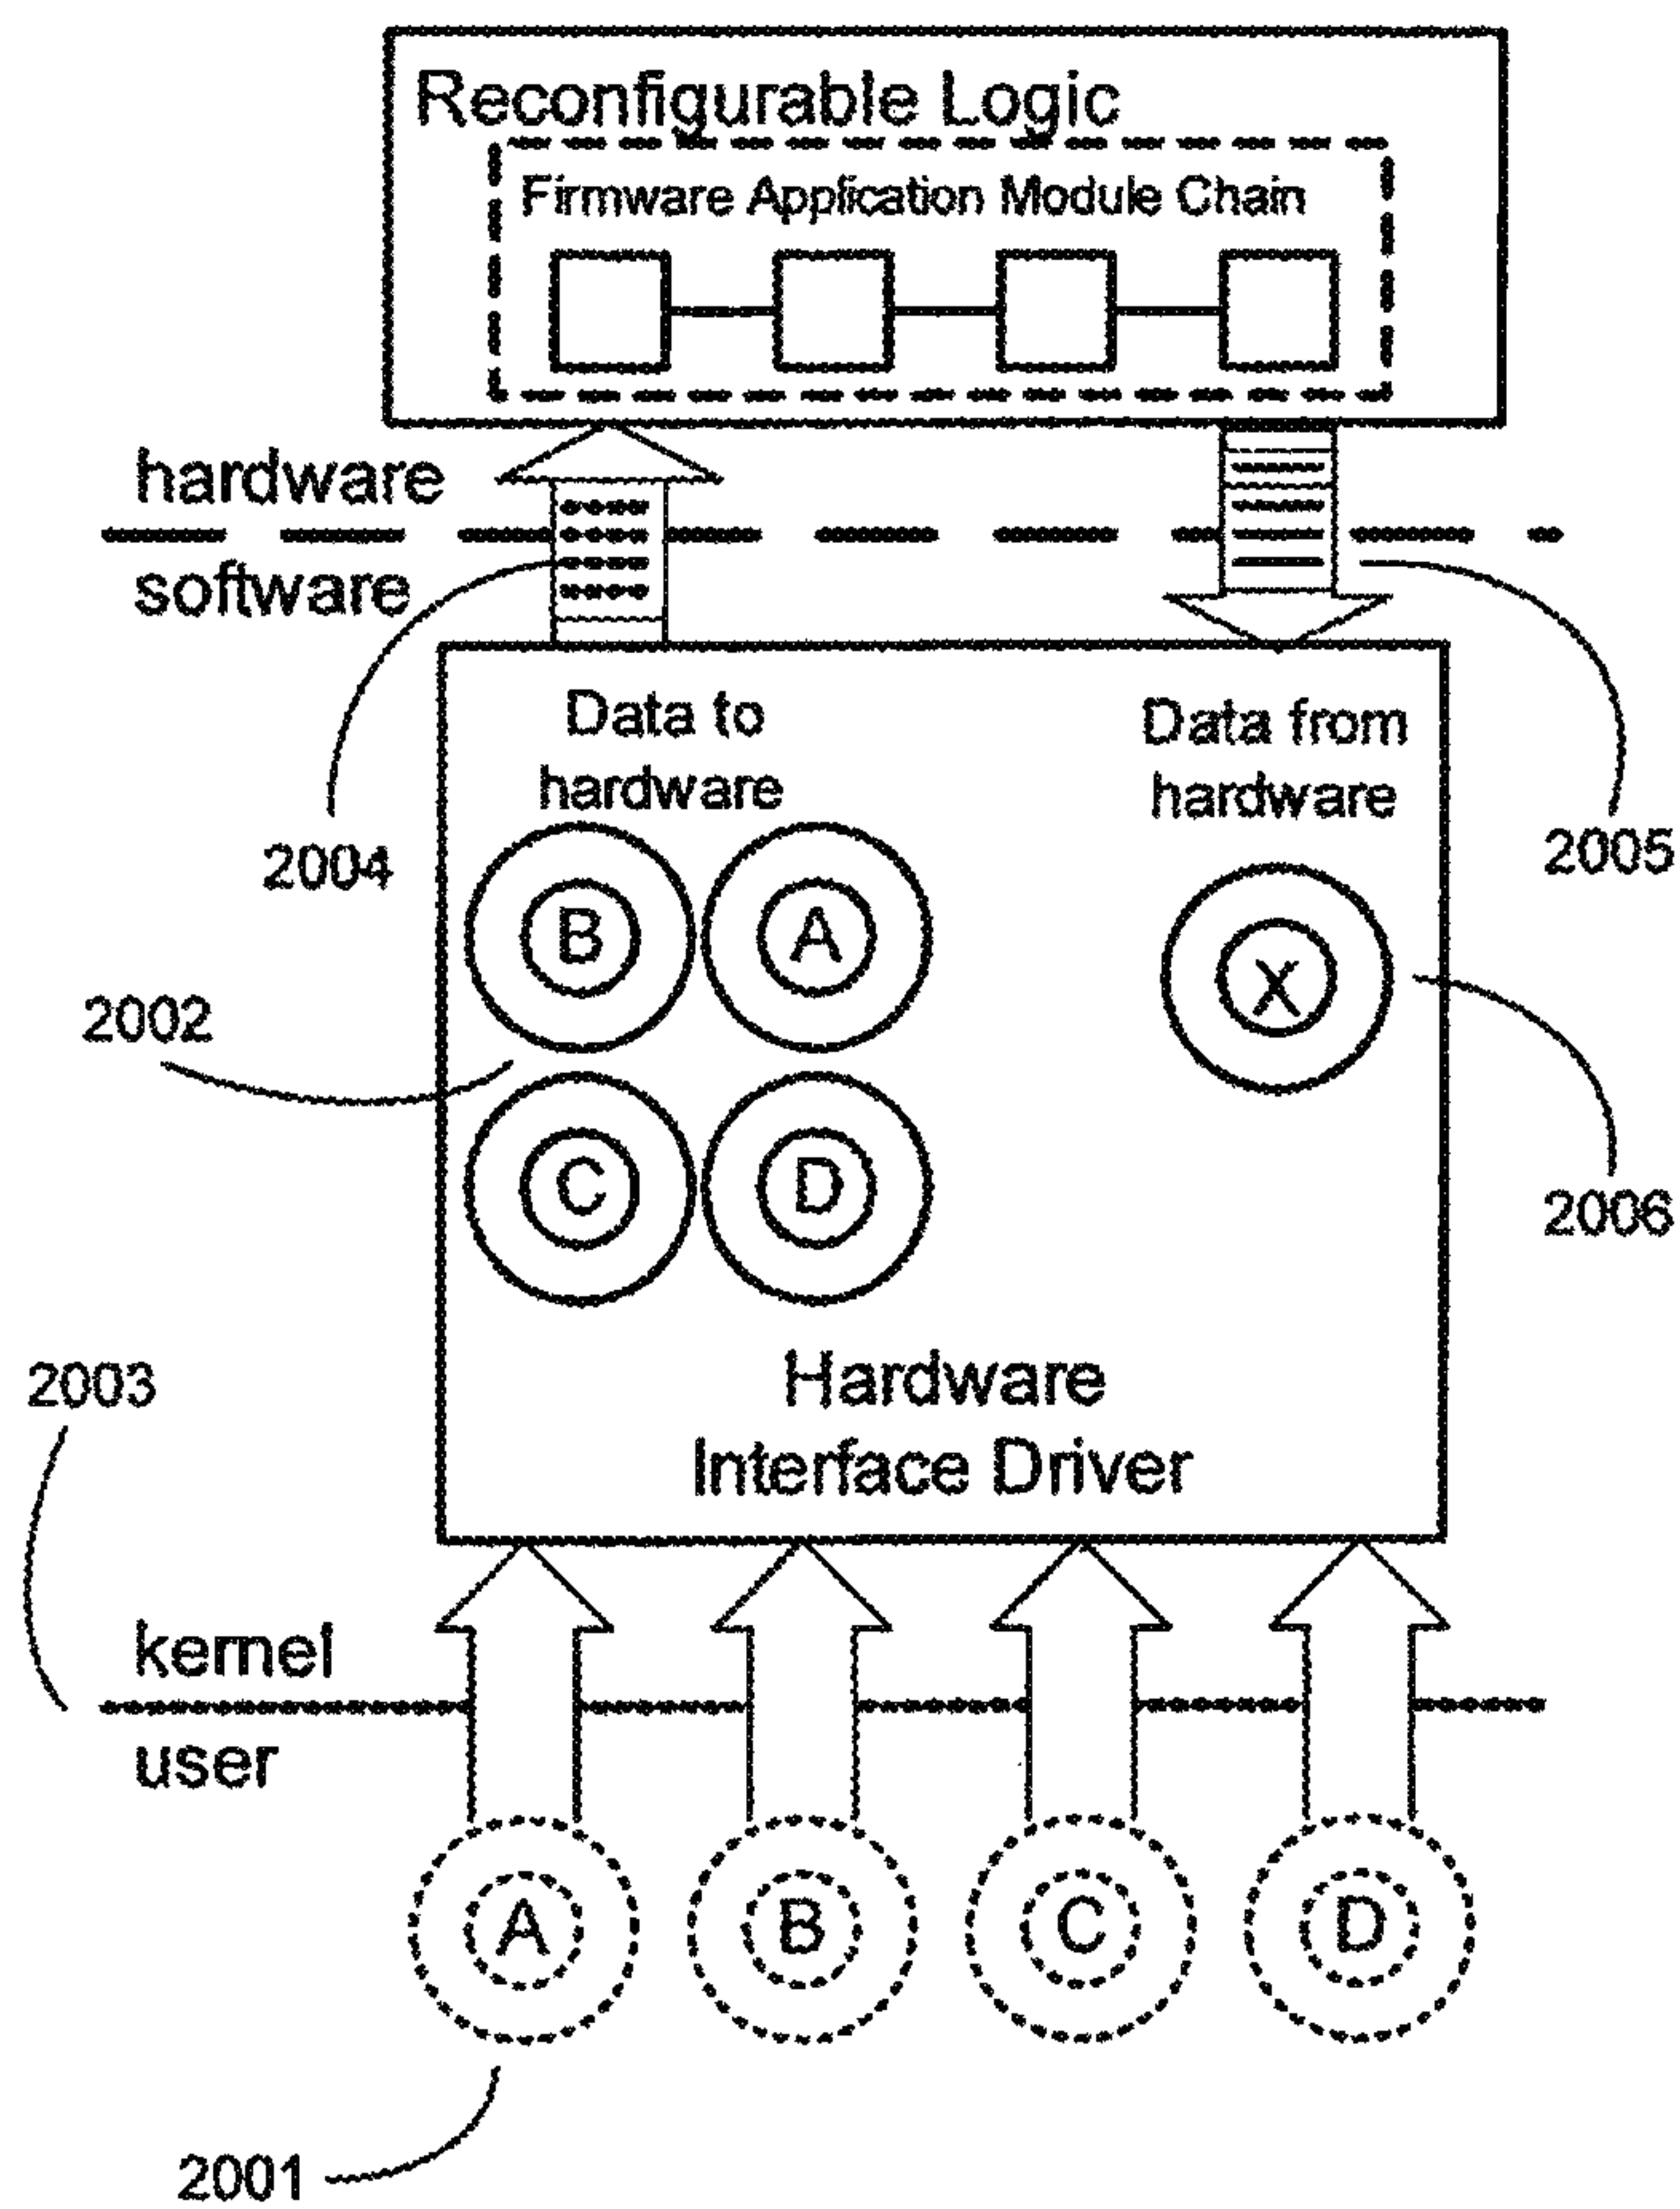 Reconfigurable Logic
Firmware Application Module Chain
hardware
software
Data to
hardware
Data from
hardware
2004
2005
B
A
X
2002
C
D
2006
Hardware
Interface Driver
2003
kernel
user
A
B
C
D
2001